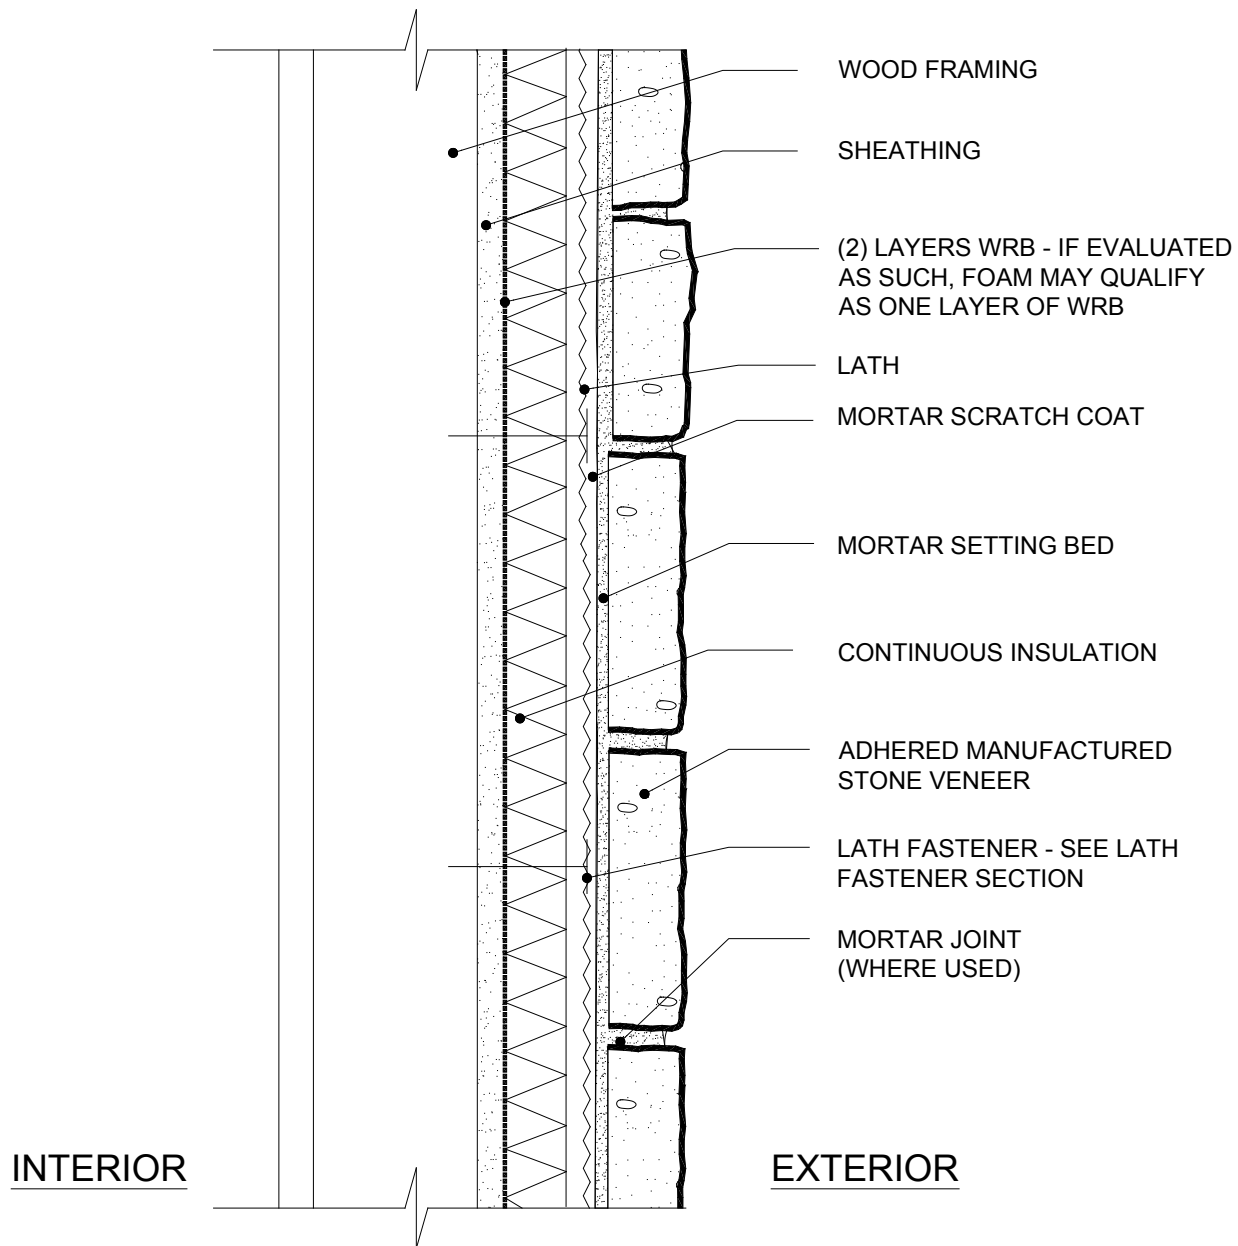 WOOD FRAMING
SHEATHING
(2) LAYERS WRB - IF EVALUATED
AS SUCH, FOAM MAY QUALIFY
AS ONE LAYER OF WRB
LATH
MORTAR SCRATCH COAT
MORTAR SETTING BED
CONTINUOUS INSULATION
ADHERED MANUFACTURED
STONE VENEER
LATH FASTENER - SEE LATH
FASTENER SECTION
MORTAR JOINT
(WHERE USED)
INTERIOR
EXTERIOR